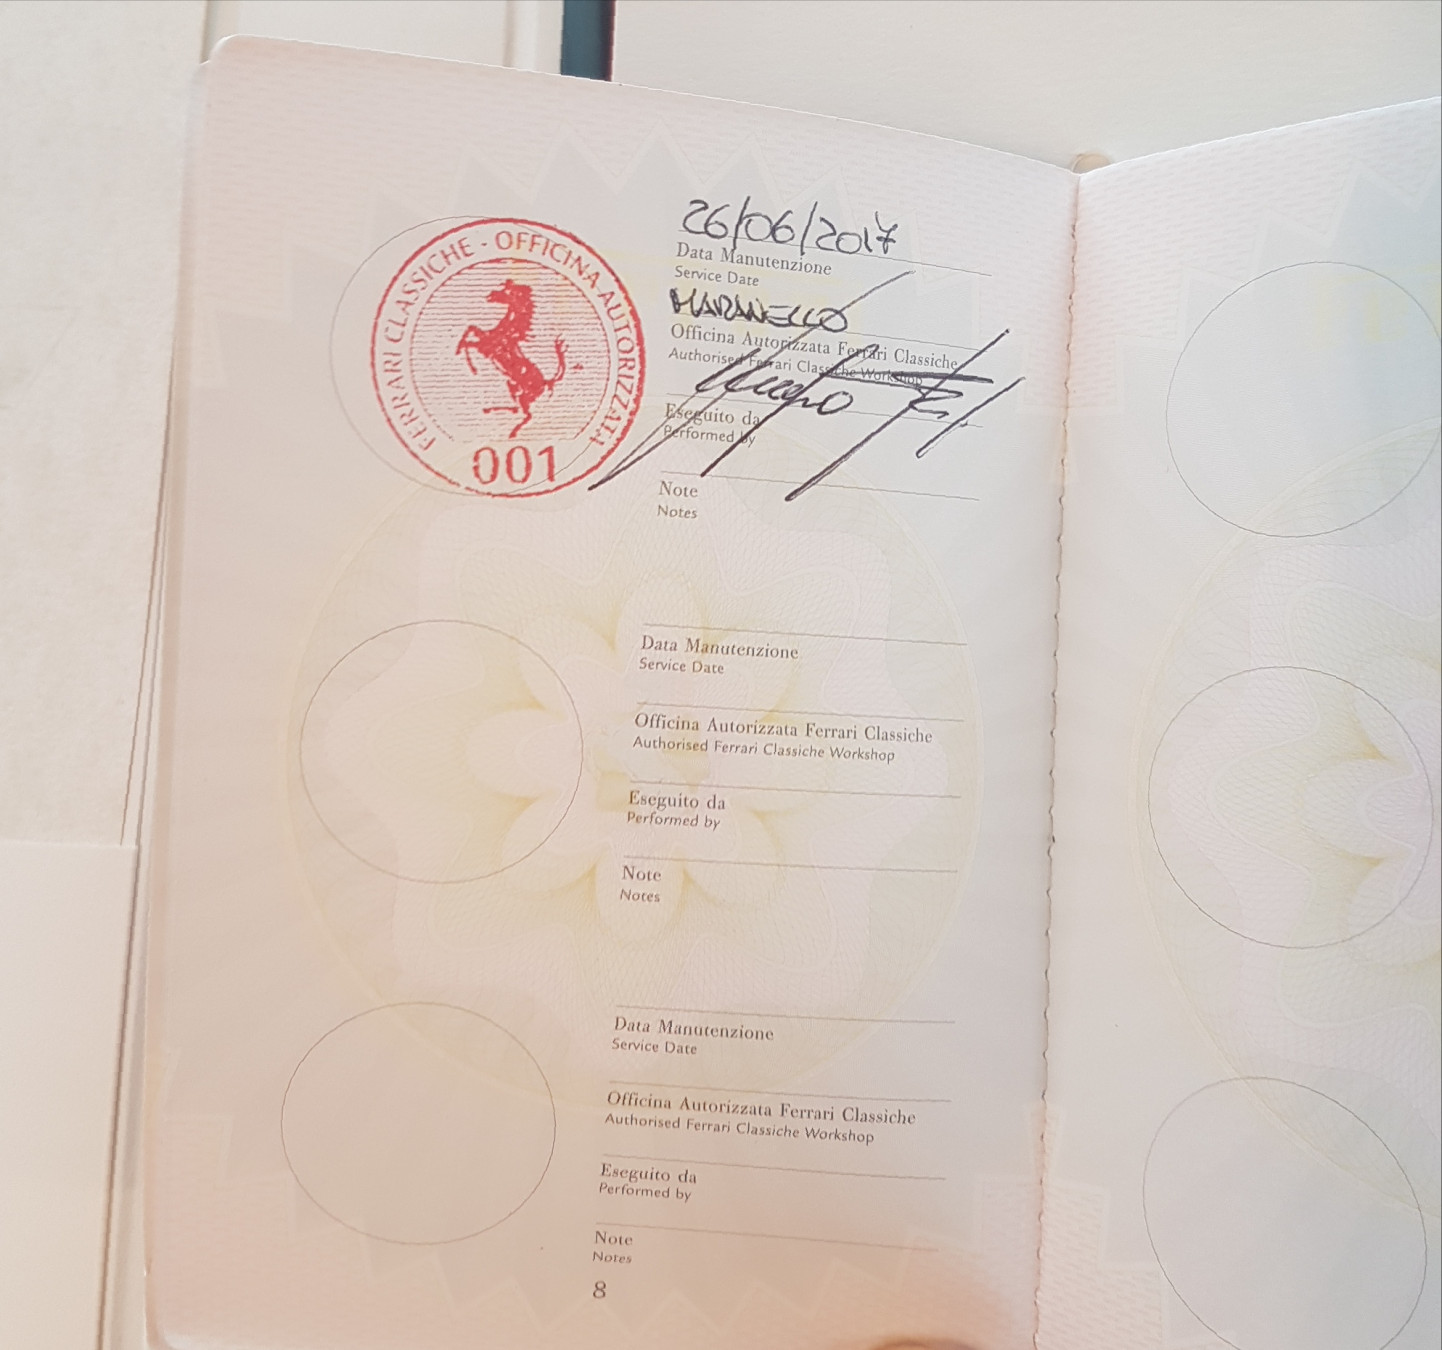 FERRARI CLASSICHE - OFFICINA AUTORIZZATA
001
26/06/2017
Data Manutenzione
Service Date
MARANELLO
Officina Autorizzata Ferrari Classiche
Authorised Ferrari Classiche Workshop
Eseguito da
Performed by
Note
Notes
Data Manutenzione
Service Date
Officina Autorizzata Ferrari Classiche
Authorised Ferrari Classiche Workshop
Eseguito da
Performed by
Note
Notes
Data Manutenzione
Service Date
Officina Autorizzata Ferrari Classiche
Authorised Ferrari Classiche Workshop
Eseguito da
Performed by
Note
Notes
8